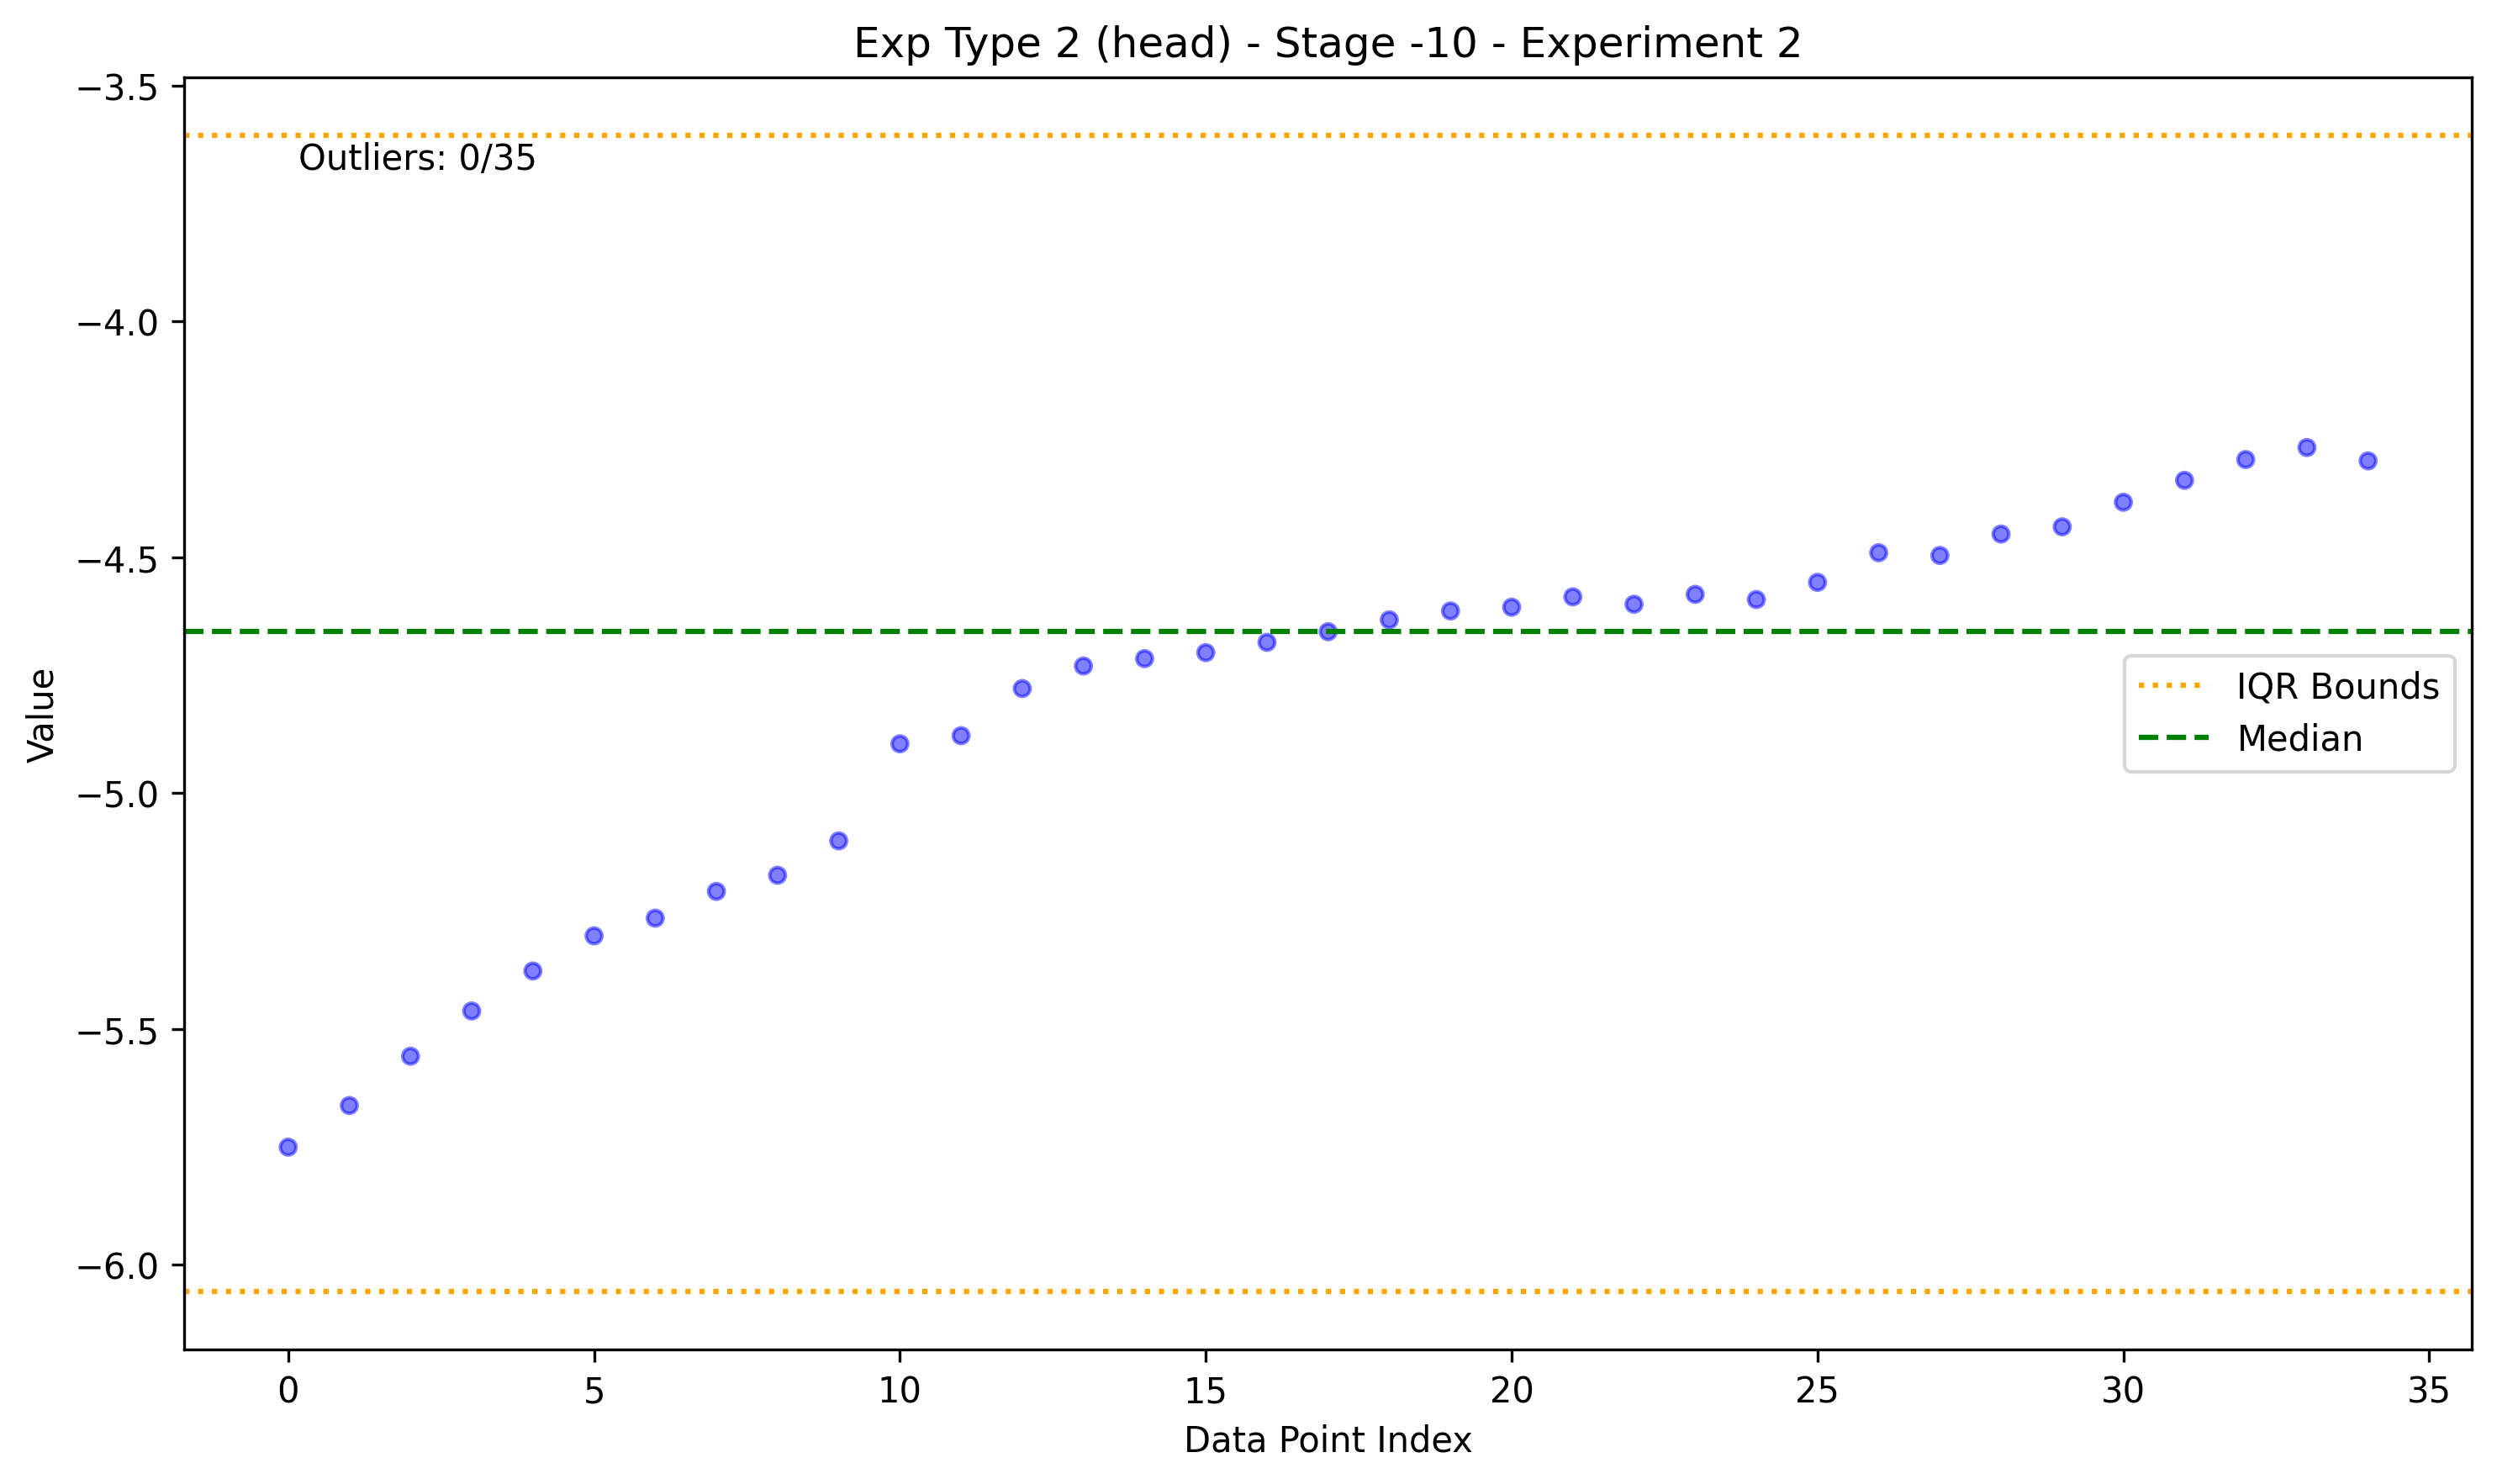 Exp Type 2 (head) - Stage -10 - Experiment 2
−3.5
Outliers: 0/35
−4.0
−4.5
−5.0
−5.5
−6.0
Value
IQR Bounds
Median
0 5 10 15 20 25 30 35
Data Point Index